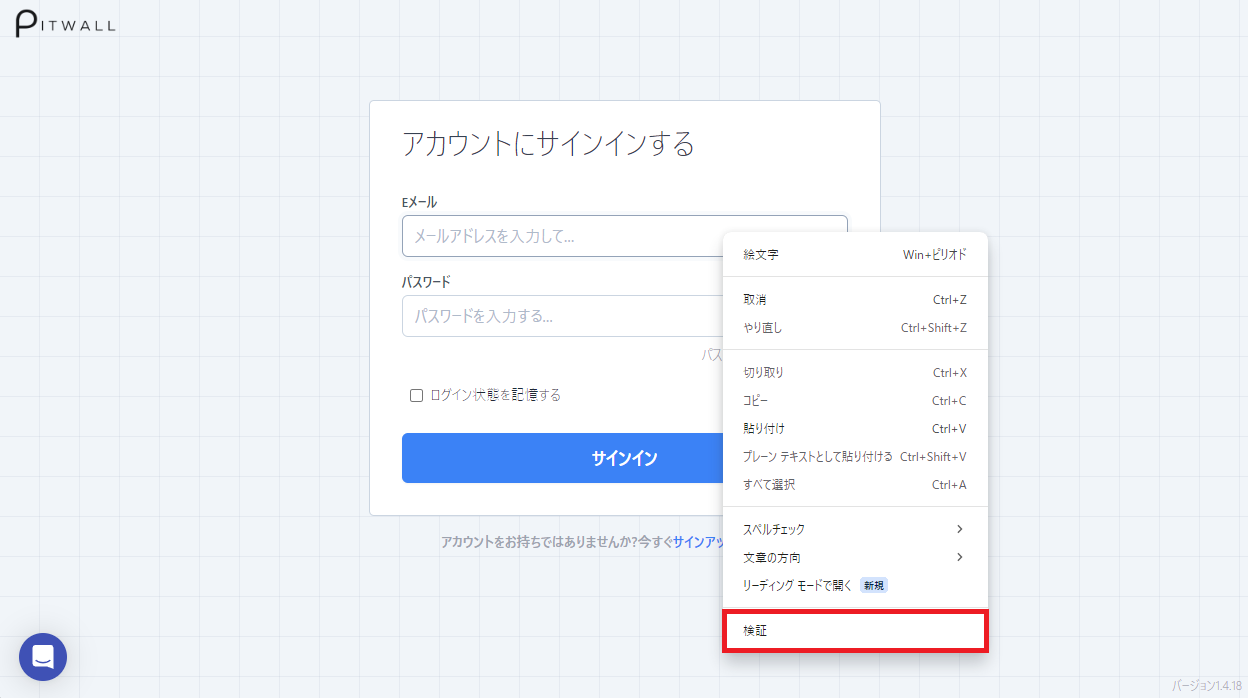 PITWALL
アカウントにサインインする
Eメール
メールアドレスを入力して...
パスワード
パスワードを入力する...
パス
ログイン状態を記憶する
サインイン
アカウントをお持ちではありませんか?今すぐサインアッ
絵文字 Win+ピリオド
取消 Ctrl+Z
やり直し Ctrl+Shift+Z
切り取り Ctrl+X
コピー Ctrl+C
貼り付け Ctrl+V
プレーン テキストとして貼り付ける Ctrl+Shift+V
すべて選択 Ctrl+A
スペルチェック
文章の方向
リーディング モードで開く 新規
検証
バージョン1.4.18